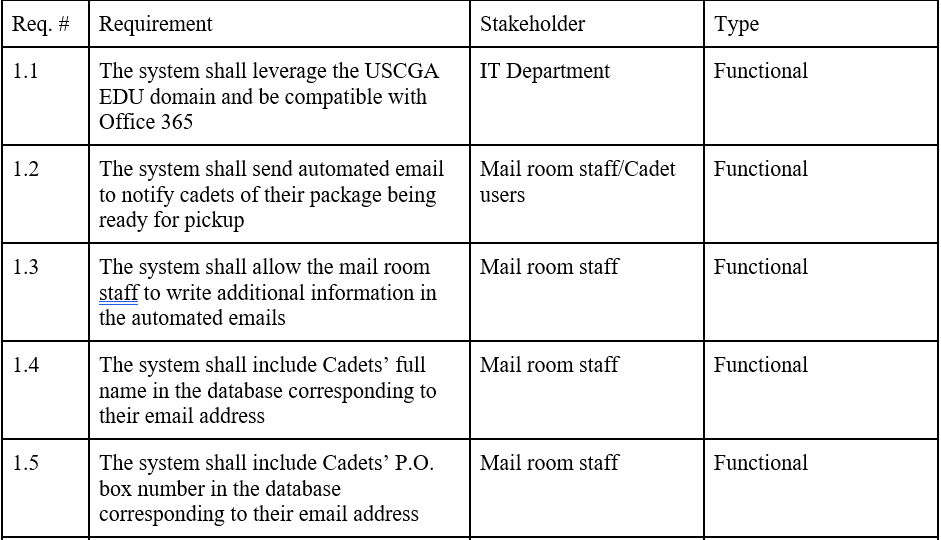 Req. # Requirement Stakeholder Type
1.1 The system shall leverage the USCGA IT Department Functional
EDU domain and be compatible with
Office 365
1.2 The system shall send automated email Mail room staff/Cadet Functional
to notify cadets of their package being users
ready for pickup
1.3 The system shall allow the mail room Mail room staff Functional
staff to write additional information in
the automated emails
1.4 The system shall include Cadets’ full Mail room staff Functional
name in the database corresponding to
their email address
1.5 The system shall include Cadets’ P.O. Mail room staff Functional
box number in the database
corresponding to their email address